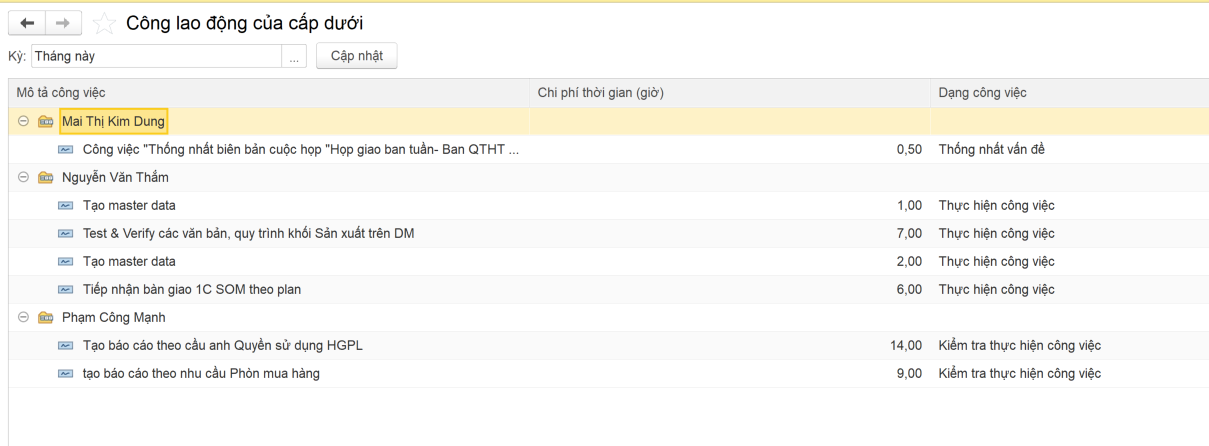 Công lao động của cấp dưới
Kỳ: Tháng này ... Cập nhật
Mô tả công việc Chi phí thời gian (giờ) Dạng công việc
Mai Thị Kim Dung
Công việc "Thống nhất biên bản cuộc họp "Họp giao ban tuần- Ban QTHT ... 0,50 Thống nhất vấn đề
Nguyễn Văn Thắm
Tạo master data 1,00 Thực hiện công việc
Test & Verify các văn bản, quy trình khối Sản xuất trên DM 7,00 Thực hiện công việc
Tạo master data 2,00 Thực hiện công việc
Tiếp nhận bàn giao 1C SOM theo plan 6,00 Thực hiện công việc
Phạm Công Mạnh
Tạo báo cáo theo cầu anh Quyền sử dụng HGPL 14,00 Kiểm tra thực hiện công việc
tạo báo cáo theo nhu cầu Phòn mua hàng 9,00 Kiểm tra thực hiện công việc